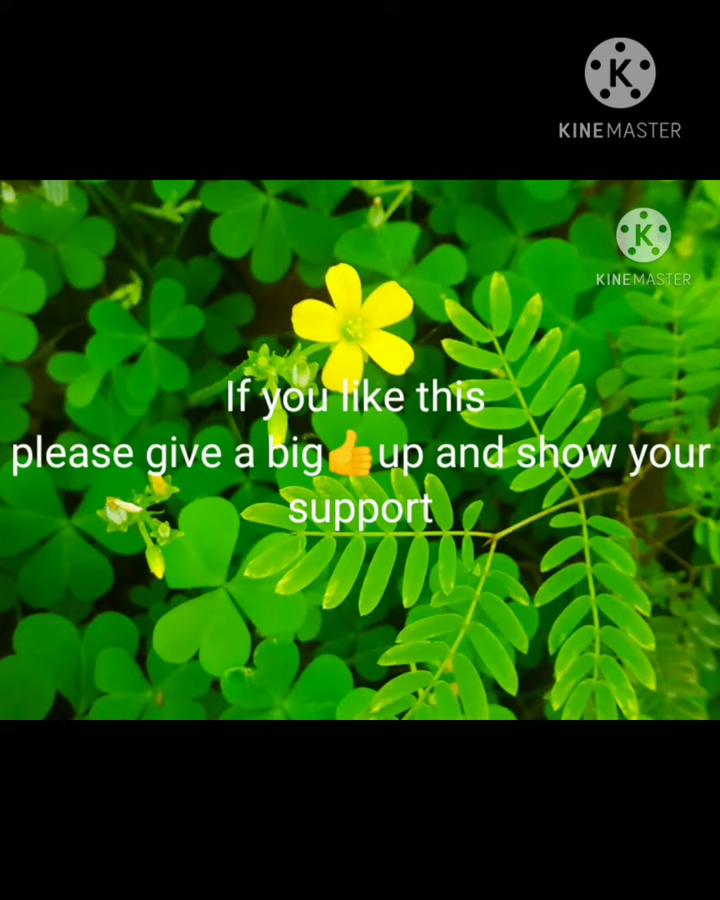 K
KINEMASTER
K
KINEMASTER
If you like this
please give a big👍up and show your
support